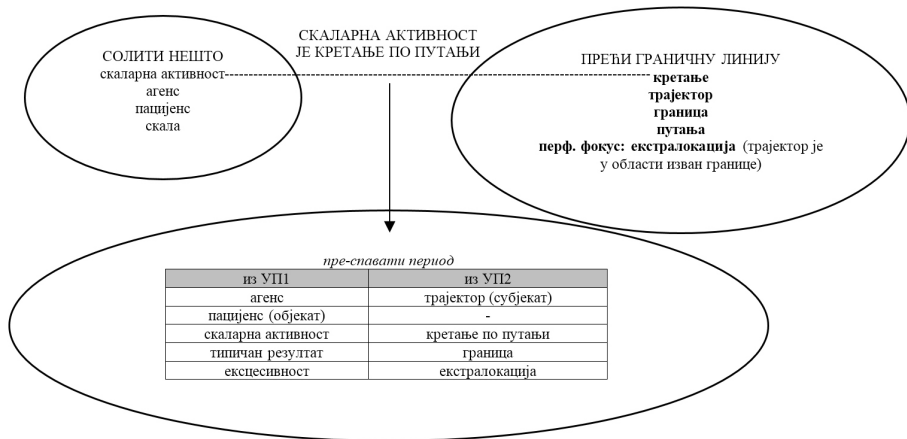 СОЛИТИ НЕШТО
скаларна активност
агенс
пацијенс
скала
СКАЛАРНА АКТИВНОСТ
ЈЕ КРЕТАЊЕ ПО ПУТАЊИ
ПРЕЋИ ГРАНИЧНУ ЛИНИЈУ
кретање
трајектор
граница
путања
перф. фокус: екстралокација (трајектор је
у области изван границе)
пре-спавати период
из УП1 из УП2
агенс трајектор (субјекат)
пацијенс (објекат) -
скаларна активност кретање по путањи
типичан резултат граница
ексцесивност екстралокација